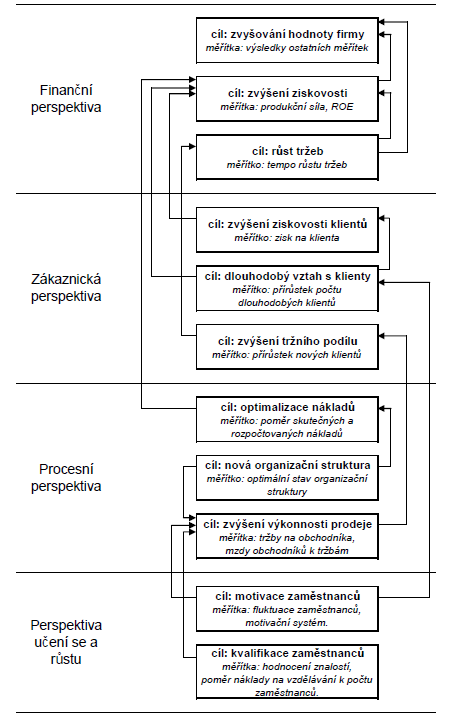 Finanční
perspektiva
cíl: zvyšování hodnoty firmy
měřítka: výsledky ostatních měřítek
cíl: zvýšení ziskovosti
měřítka: produkční síla, ROE
cíl: růst tržeb
měřítko: tempo růstu tržeb
Zákaznická
perspektiva
cíl: zvýšení ziskovosti klientů
měřítko: zisk na klienta
cíl: dlouhodobý vztah s klienty
měřítko: přírůstek počtu
dlouhodobých klientů
cíl: zvýšení tržního podílu
měřítko: přírůstek nových klientů
Procesní
perspektiva
cíl: optimalizace nákladů
měřítko: poměr skutečných a
rozpočtovaných nákladů
cíl: nová organizační struktura
měřítko: optimální stav organizační
struktury
cíl: zvýšení výkonnosti prodeje
měřítka: tržby na obchodníka,
mzdy obchodníků k tržbám
Perspektiva
učení se a
růstu
cíl: motivace zaměstnanců
měřítka: fluktuace zaměstnanců,
motivační systém.
cíl: kvalifikace zaměstnanců
měřítka: hodnocení znalostí,
poměr náklady na vzdělávání k počtu
zaměstnanců.